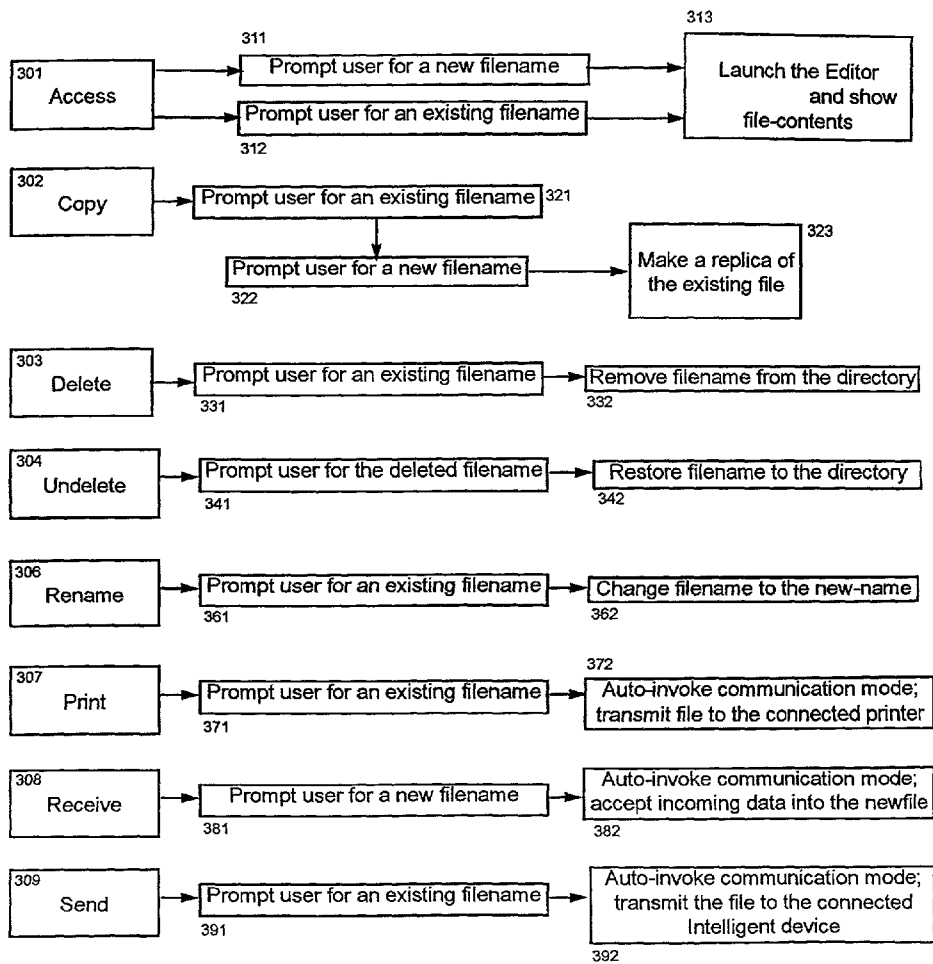 311
313
301
Access
Prompt user for a new filename
Launch the Editor
and show
file-contents
Prompt user for an existing filename
312
302
Copy
Prompt user for an existing filename
321
323
Prompt user for a new filename
322
Make a replica of
the existing file
303
Delete
Prompt user for an existing filename
331
Remove filename from the directory
332
304
Undelete
Prompt user for the deleted filename
341
Restore filename to the directory
342
306
Rename
Prompt user for an existing filename
361
Change filename to the new-name
362
307
Print
Prompt user for an existing filename
371
372
Auto-invoke communication mode;
transmit file to the connected printer
308
Receive
Prompt user for a new filename
381
Auto-invoke communication mode;
accept incoming data into the newfile
382
309
Send
Prompt user for an existing filename
391
Auto-invoke communication mode;
transmit the file to the connected
Intelligent device
392